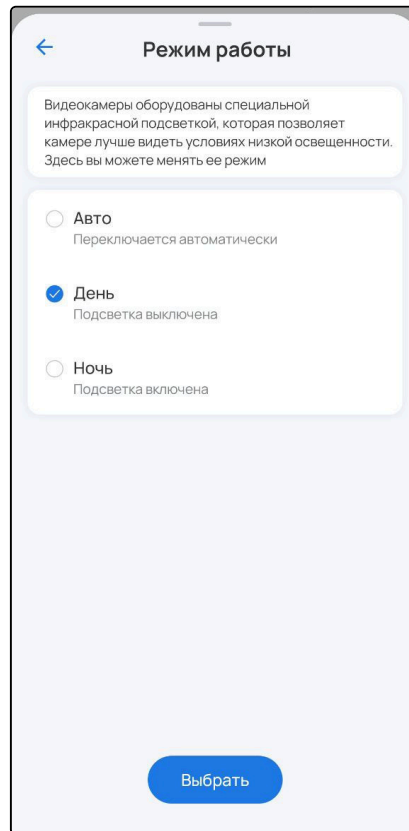 Режим работы
Видеокамеры оборудованы специальной
инфракрасной подсветкой, которая позволяет
камере лучше видеть условиях низкой освещенности.
Здесь вы можете менять ее режим
Авто
Переключается автоматически
День
Подсветка выключена
Ночь
Подсветка включена
Выбрать